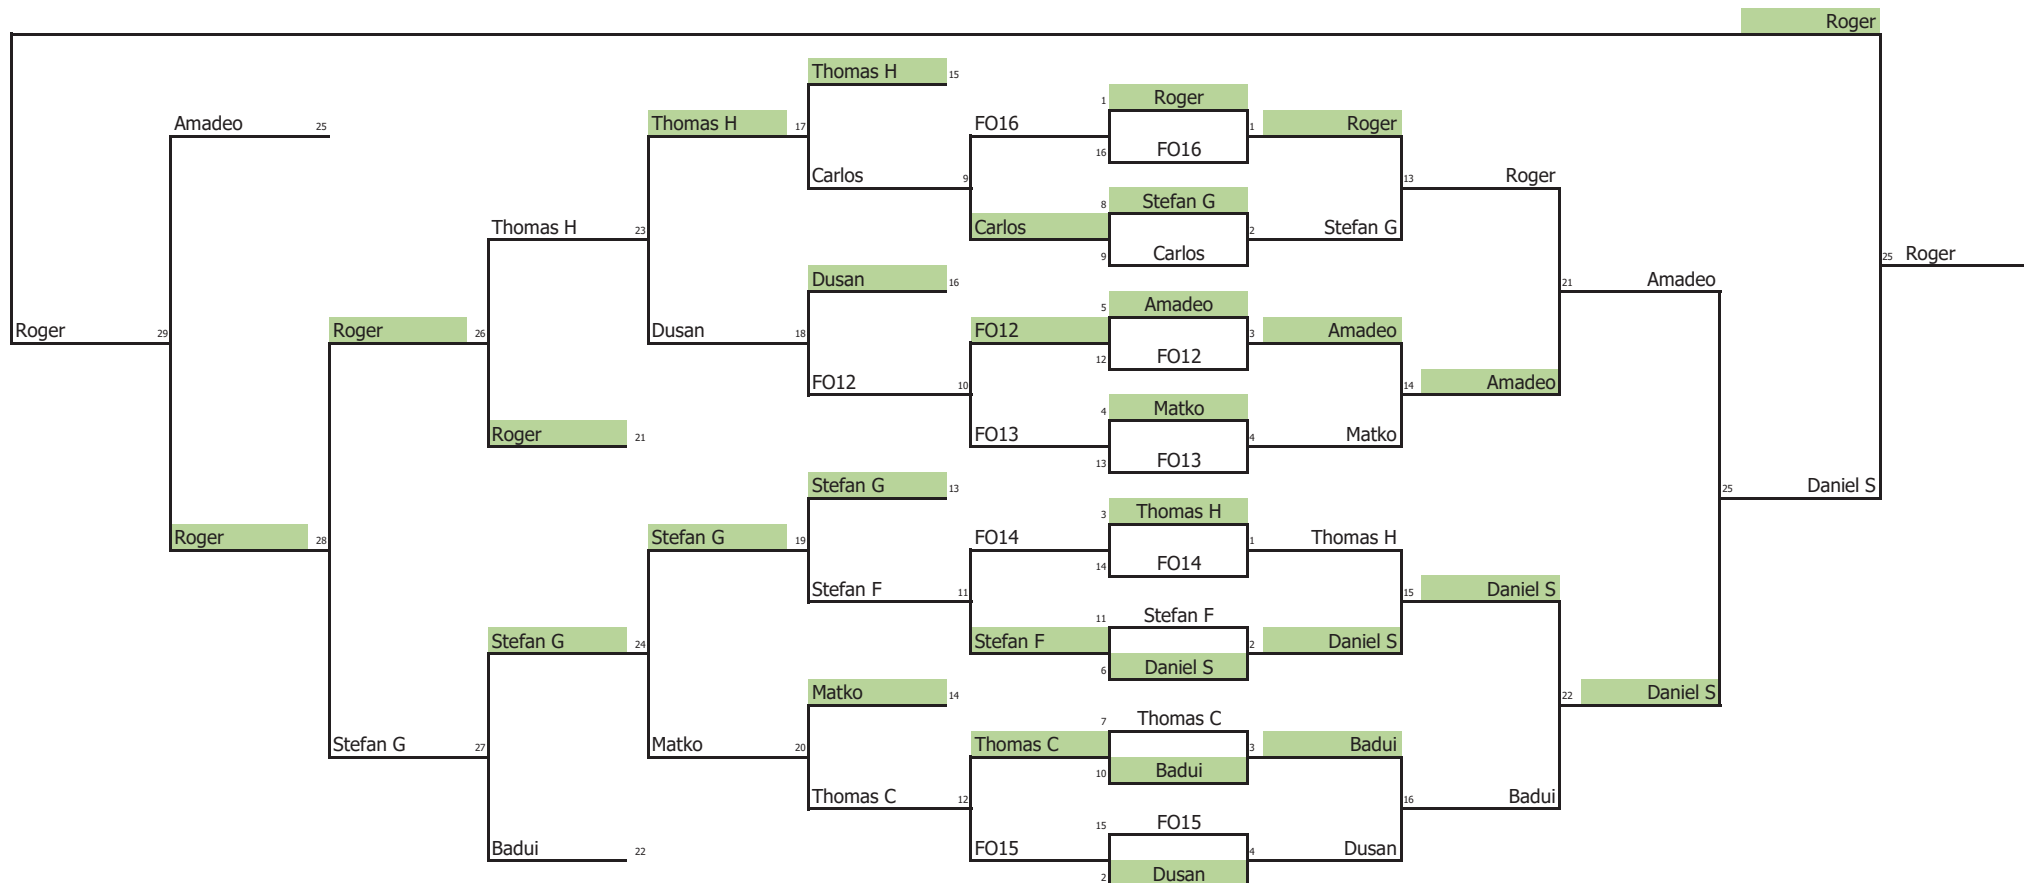 Roger
Thomas H 15
1 Roger
Amadeo 25
Thomas H 17
FO16
1 Roger
16 FO16
Carlos 9
Roger 13
8 Stefan G
Thomas H 23
Carlos
2 Stefan G
9 Carlos
25 Roger
Dusan 16
21 Amadeo
5 Amadeo
Roger 29
Roger 26
Dusan 18
FO12
3 Amadeo
12 FO12
FO12 10
14 Amadeo
4 Matko
Roger 21
FO13
4 Matko
13 FO13
Stefan G 13
25 Daniel S
3 Thomas H
Roger 28
Stefan G 19
FO14
1 Thomas H
14 FO14
Stefan F 11
15 Daniel S
11 Stefan F
Stefan G 24
Stefan F
2 Daniel S
6 Daniel S
Matko 14
22 Daniel S
7 Thomas C
Stefan G 27
Matko 20
Thomas C
3 Badui
10 Badui
Thomas C 12
16 Badui
15 FO15
Badui 22
FO15
4 Dusan
2 Dusan